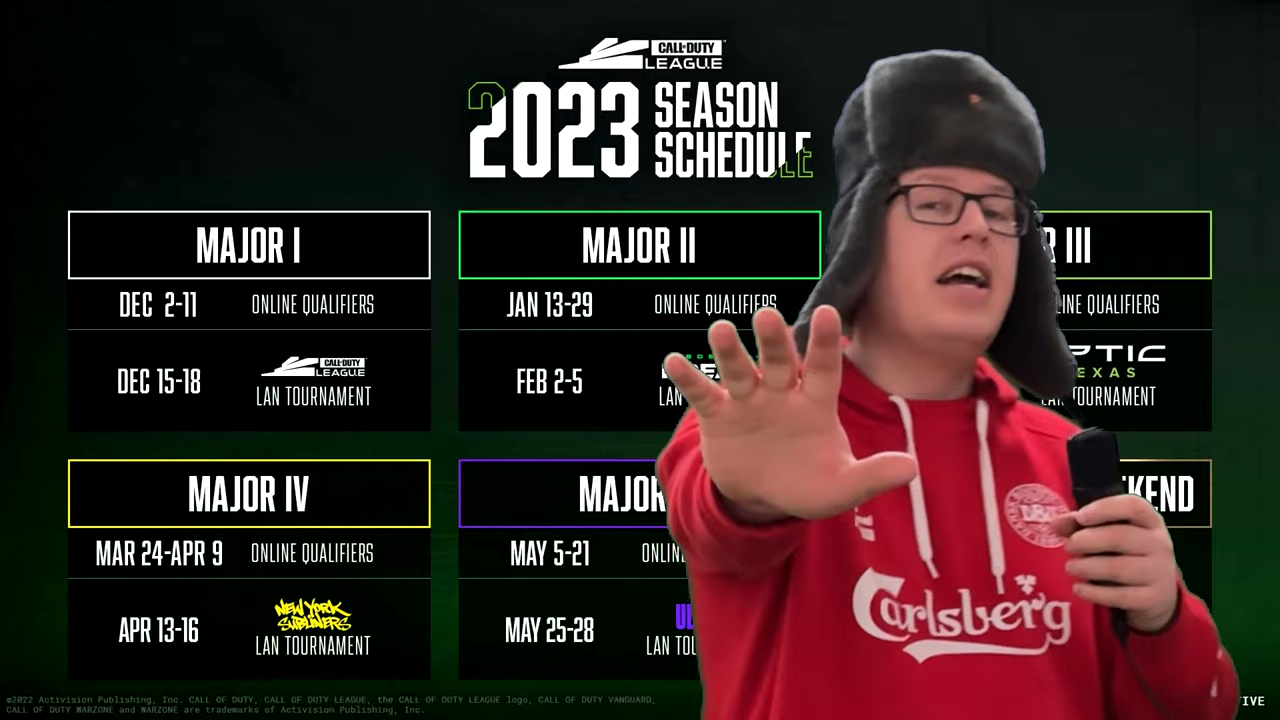 CALL OF DUTY
LEAGUE
2023 SEASON
SCHEDULE
MAJOR I
DEC 2-11 ONLINE QUALIFIERS
DEC 15-18
CALL OF DUTY
LEAGUE
LAN TOURNAMENT
MAJOR II
JAN 13-29 ONLINE QUALIFIERS
FEB 2-5
LAN
III
LINE QUALIFIERS
PTIC
EXAS
LAN TOURNAMENT
MAJOR IV
MAR 24-APR 9 ONLINE QUALIFIERS
APR 13-16
NEW YORK
SUBLINERS
LAN TOURNAMENT
MAJOR
MAY 5-21 ONLINE
MAY 25-28
UL
LAN TOU
KEND
Carlsberg
©2022 Activision Publishing, Inc. CALL OF DUTY, CALL OF DUTY LEAGUE, the CALL OF DUTY LEAGUE logo, CALL OF DUTY VANGUARD,
CALL OF DUTY WARZONE and WARZONE are trademarks of Activision Publishing, Inc.
IVE